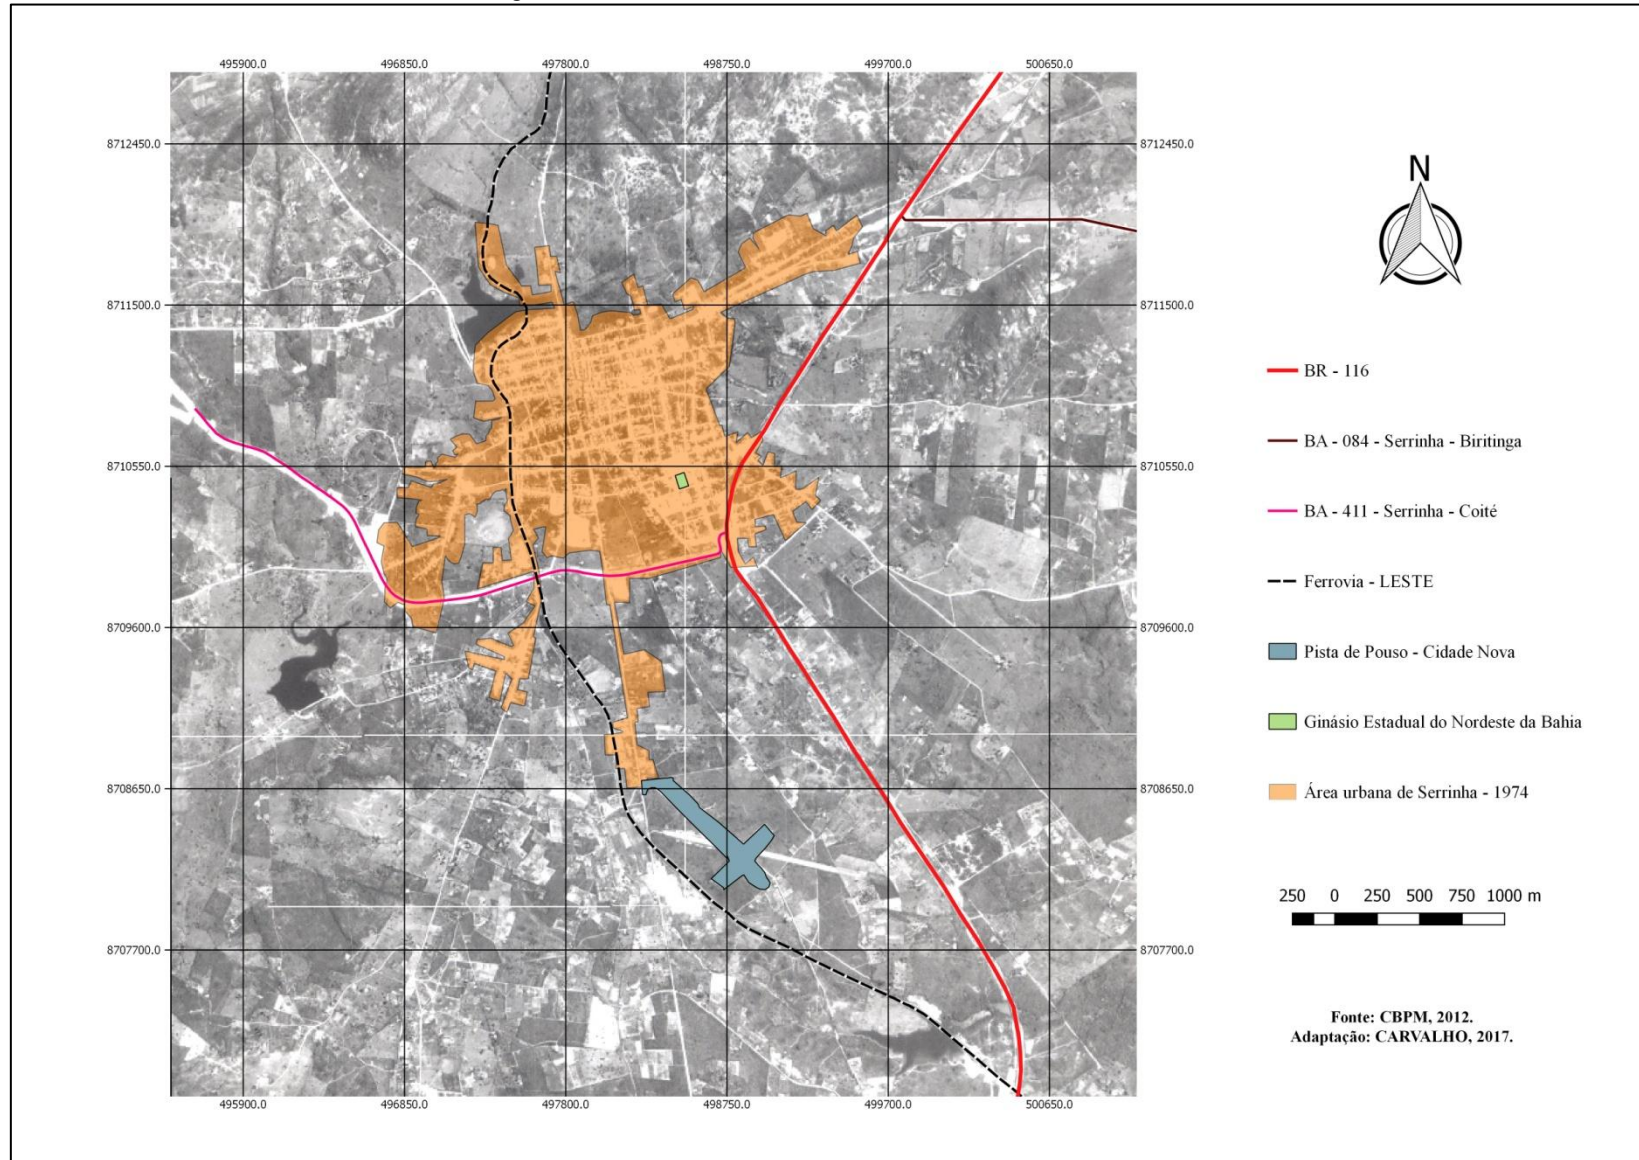 495900.0 496850.0 497800.0 498750.0 499700.0 500650.0
8712450.0 8712450.0
8711500.0 8711500.0
8710550.0 8710550.0
8709600.0 8709600.0
8708650.0 8708650.0
8707700.0 8707700.0
495900.0 496850.0 497800.0 498750.0 499700.0 500650.0
N
BR - 116
BA - 084 - Serrinha - Biritinga
BA - 411 - Serrinha - Coité
Ferrovia - LESTE
Pista de Pouso - Cidade Nova
Ginásio Estadual do Nordeste da Bahia
Área urbana de Serrinha - 1974
250 0 250 500 750 1000 m
Fonte: CBPM, 2012.
Adaptação: CARVALHO, 2017.